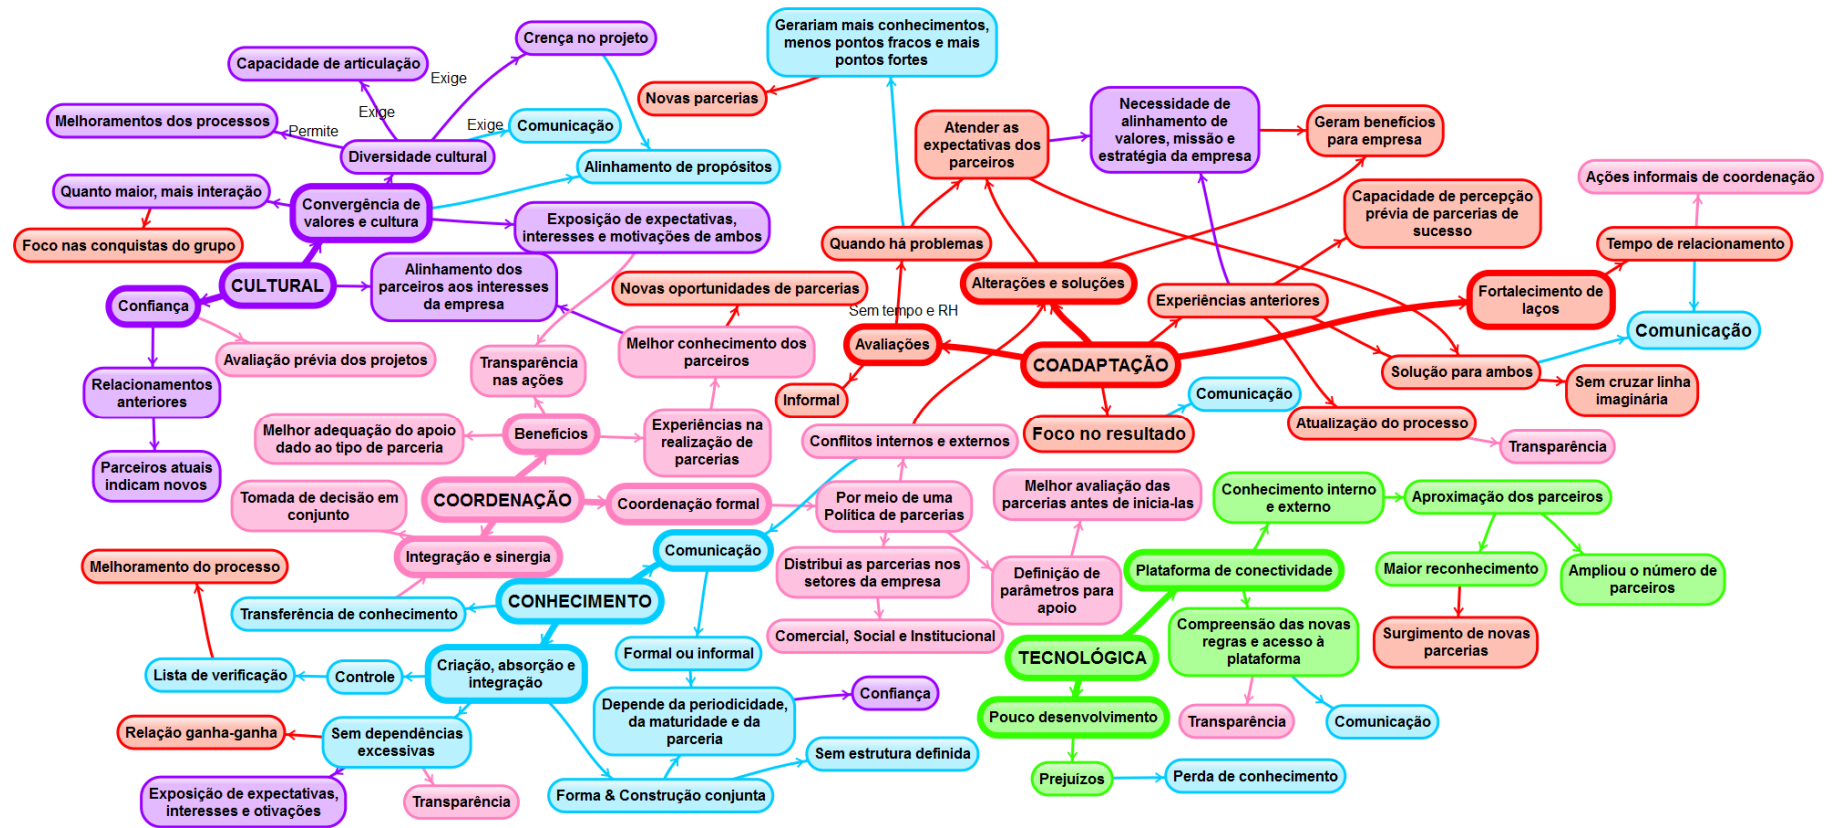 Gerariam mais conhecimentos,
menos pontos fracos e mais
pontos fortes
Crença no projeto
Capacidade de articulação
Exige
Novas parcerias
Exige
Melhoramentos dos processos
Permite
Exige
Comunicação
Diversidade cultural
Alinhamento de propósitos
Atender as
expectativas dos
parceiros
Necessidade de
alinhamento de
valores, missão e
estratégia da empresa
Geram benefícios
para empresa
Ações informais de coordenação
Quanto maior, mais interação
Convergência de
valores e cultura
Exposição de expectativas,
interesses e motivações de ambos
Capacidade de percepção
prévia de parcerias de
sucesso
Foco nas conquistas do grupo
Quando há problemas
Tempo de relacionamento
CULTURAL
Alinhamento dos
parceiros aos interesses
da empresa
Novas oportunidades de parcerias
Alterações e soluções
Experiências anteriores
Fortalecimento de
laços
Confiança
Sem tempo e RH
Comunicação
Avaliação prévia dos projetos
Transparência
nas ações
Melhor conhecimento dos
parceiros
Avaliações
COADAPTAÇÃO
Solução para ambos
Sem cruzar linha
imaginária
Relacionamentos
anteriores
Informal
Comunicação
Foco no resultado
Atualização do processo
Transparência
Melhor adequação do apoio
dado ao tipo de parceria
Benefícios
Experiências na
realização de
parcerias
Conflitos internos e externos
Parceiros atuais
indicam novos
Tomada de decisão em
conjunto
COORDENAÇÃO
Coordenação formal
Por meio de uma
Política de parcerias
Melhor avaliação das
parcerias antes de inicia-las
Conhecimento interno
e externo
Aproximação dos parceiros
Integração e sinergia
Comunicação
Melhoramento do processo
Distribui as parcerias nos
setores da empresa
Definição de
parâmetros para
apoio
Plataforma de conectividade
Maior reconhecimento
Ampliou o número de
parceiros
Transferência de conhecimento
CONHECIMENTO
Comercial, Social e Institucional
TECNOLÓGICA
Compreensão das novas
regras e acesso à
plataforma
Surgimento de novas
parcerias
Formal ou informal
Lista de verificação
Controle
Criação, absorção e
integração
Confiança
Depende da periodicidade,
da maturidade e da
parceria
Pouco desenvolvimento
Transparência
Comunicação
Relação ganha-ganha
Sem dependências
excessivas
Sem estrutura definida
Prejuízos
Perda de conhecimento
Exposição de expectativas,
interesses e otivações
Transparência
Forma & Construção conjunta